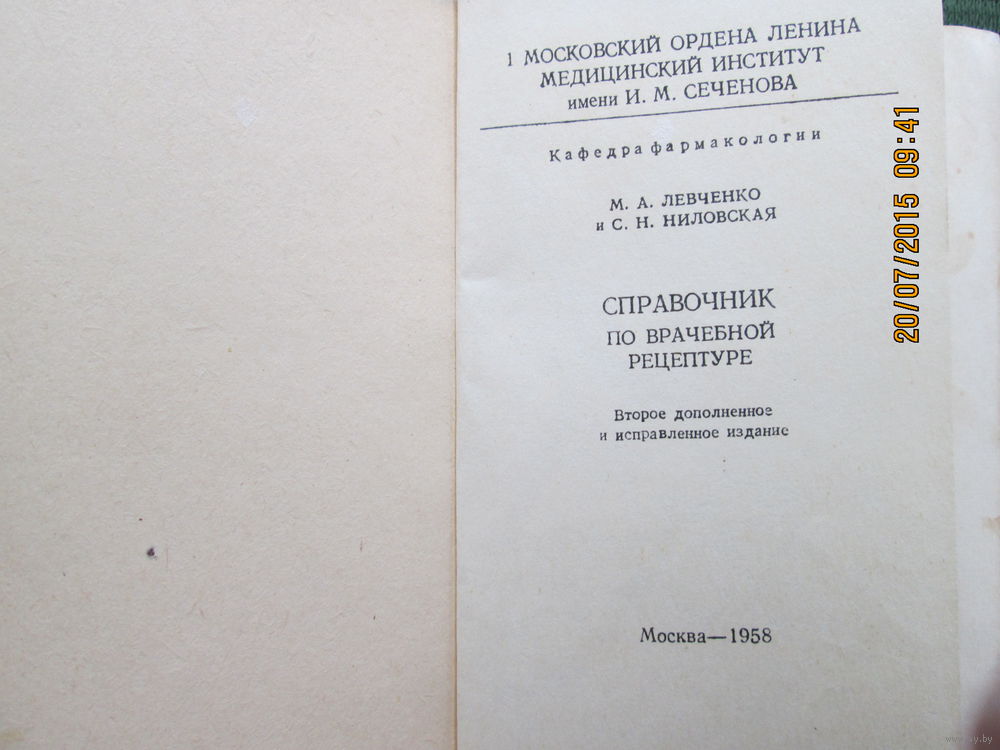 1 МОСКОВСКИЙ ОРДЕНА ЛЕНИНА
МЕДИЦИНСКИЙ ИНСТИТУТ
имени И. М. СЕЧЕНОВА
Кафедра фармакологии
М. А. ЛЕВЧЕНКО
и С. Н. НИЛОВСКАЯ
СПРАВОЧНИК
ПО ВРАЧЕБНОЙ
РЕЦЕПТУРЕ
Второе дополненное
и исправленное издание
Москва—1958
20/07/2015 09:41